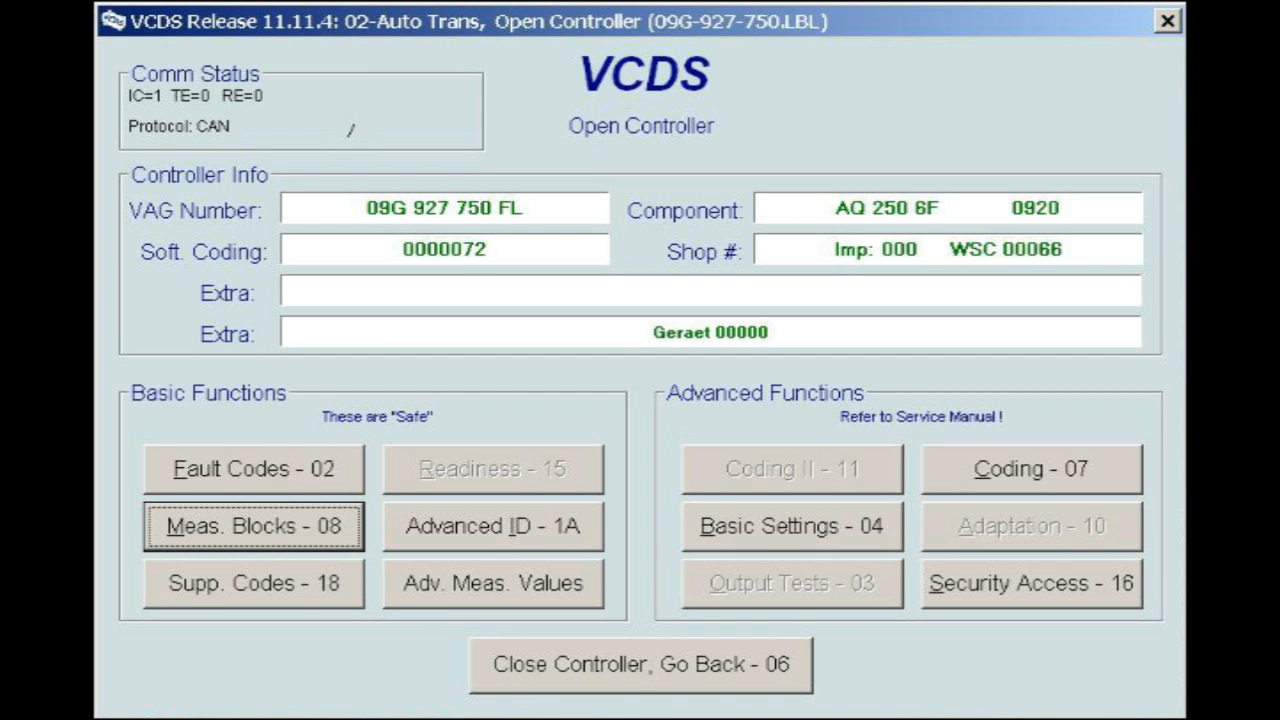 VCDS Release 11.11.4: 02-Auto Trans, Open Controller (09G-927-750.LBL)
Comm Status
IC=1 TE=0 RE=0
Protocol: CAN /
VCDS
Open Controller
Controller Info
VAG Number: 09G 927 750 FL Component: AQ 250 6F 0920
Soft. Coding: 0000072 Shop #: Imp: 000 WSC 00066
Extra:
Extra: Geraet 00000
Basic Functions
These are "Safe"
Fault Codes - 02 Readiness - 15
Meas. Blocks - 08 Advanced ID - 1A
Supp. Codes - 18 Adv. Meas. Values
Advanced Functions
Refer to Service Manual !
Coding II - 11 Coding - 07
Basic Settings - 04 Adaptation - 10
Output Tests - 03 Security Access - 16
Close Controller, Go Back - 06